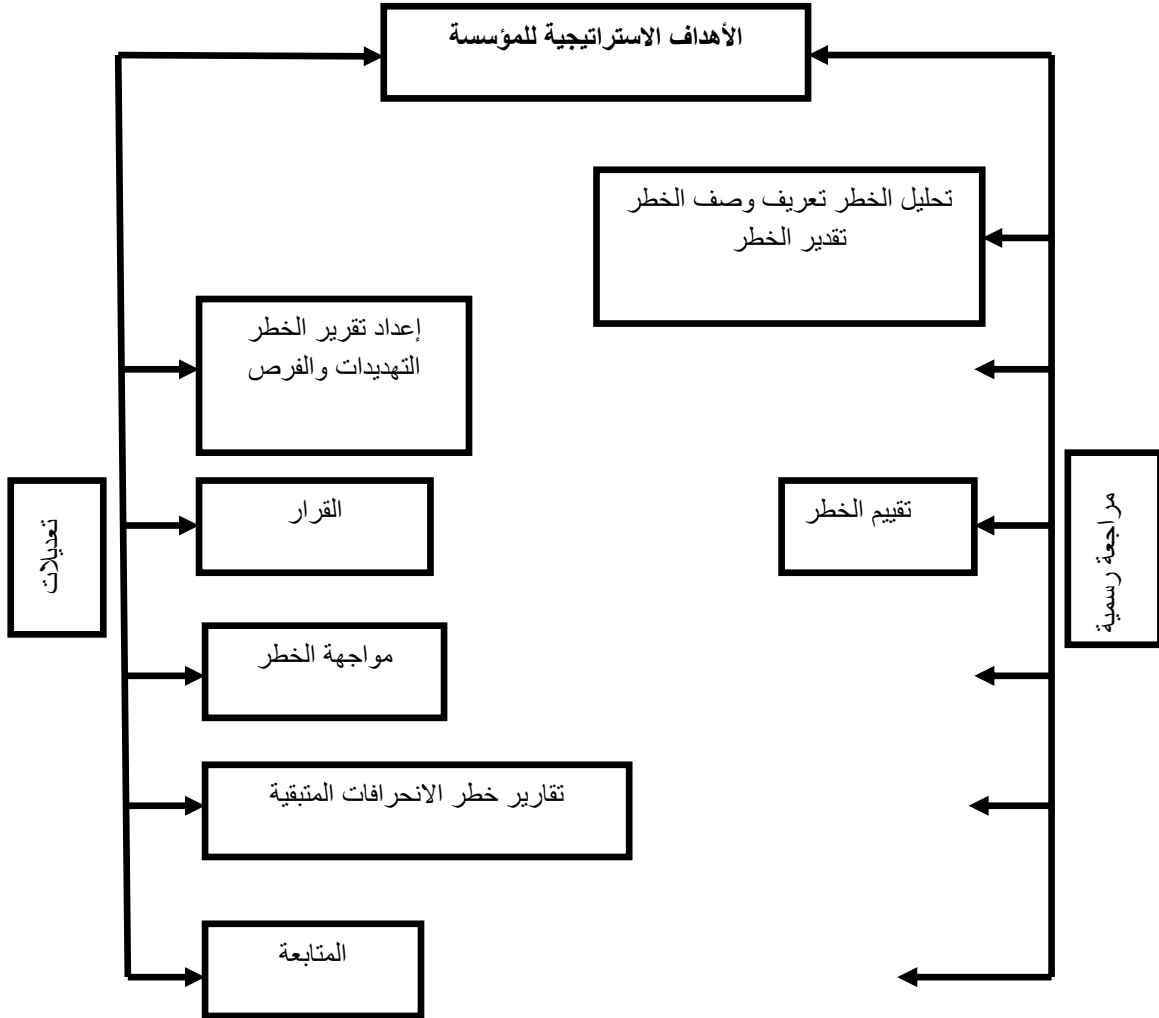 الأهداف الاستراتيجية للمؤسسة
تحليل الخطر تعريف وصف الخطر
تقدير الخطر
إعداد تقرير الخطر
التهديدات والفرص
مراجعة رسمية
تقييم الخطر
القرار
تعديلات
مواجهة الخطر
تقارير خطر الانحرافات المتبقية
المتابعة